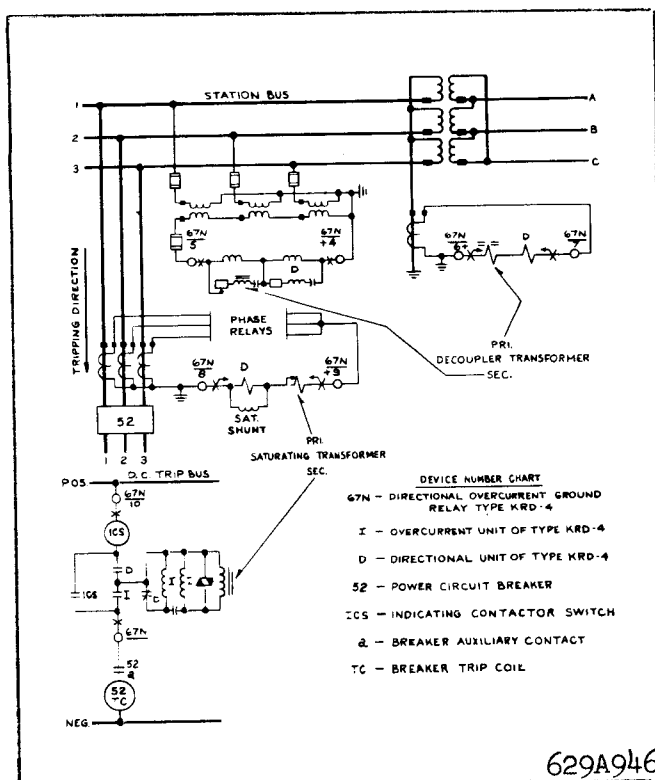 STATION BUS
1
A
2
B
3
C
67N
5
67N
+4
D
67N
6+
D
67N
7
TRIPPING DIRECTION
PHASE
RELAYS
PRI.
DECOUPLER TRANSFORMER
SEC.
67N
8
D
67N
+9
SAT.
SHUNT
52
1 2 3
PRI.
SATURATING TRANSFORMER
SEC.
POS.
D.C. TRIP BUS
67N
10
ICS
ICS
D
I
D
I
I
67N
52
a
52
TC
NEG.
DEVICE NUMBER CHART
67N - DIRECTIONAL OVERCURRENT GROUND
RELAY TYPE KRD-4
I - OVERCURRENT UNIT OF TYPE KRD-4
D - DIRECTIONAL UNIT OF TYPE KRD-4
52 - POWER CIRCUIT BREAKER
ICS - INDICATING CONTACTOR SWITCH
a - BREAKER AUXILIARY CONTACT
TC - BREAKER TRIP COIL
629A946